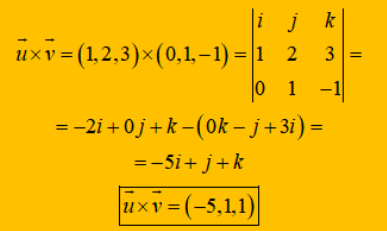 u⃗×v⃗=(1,2,3)×(0,1,−1)=|i j k; 1 2 3; 0 1 −1|=
=−2i+0j+k−(0k−j+3i)=
=−5i+j+k
u⃗×v⃗=(−5,1,1)